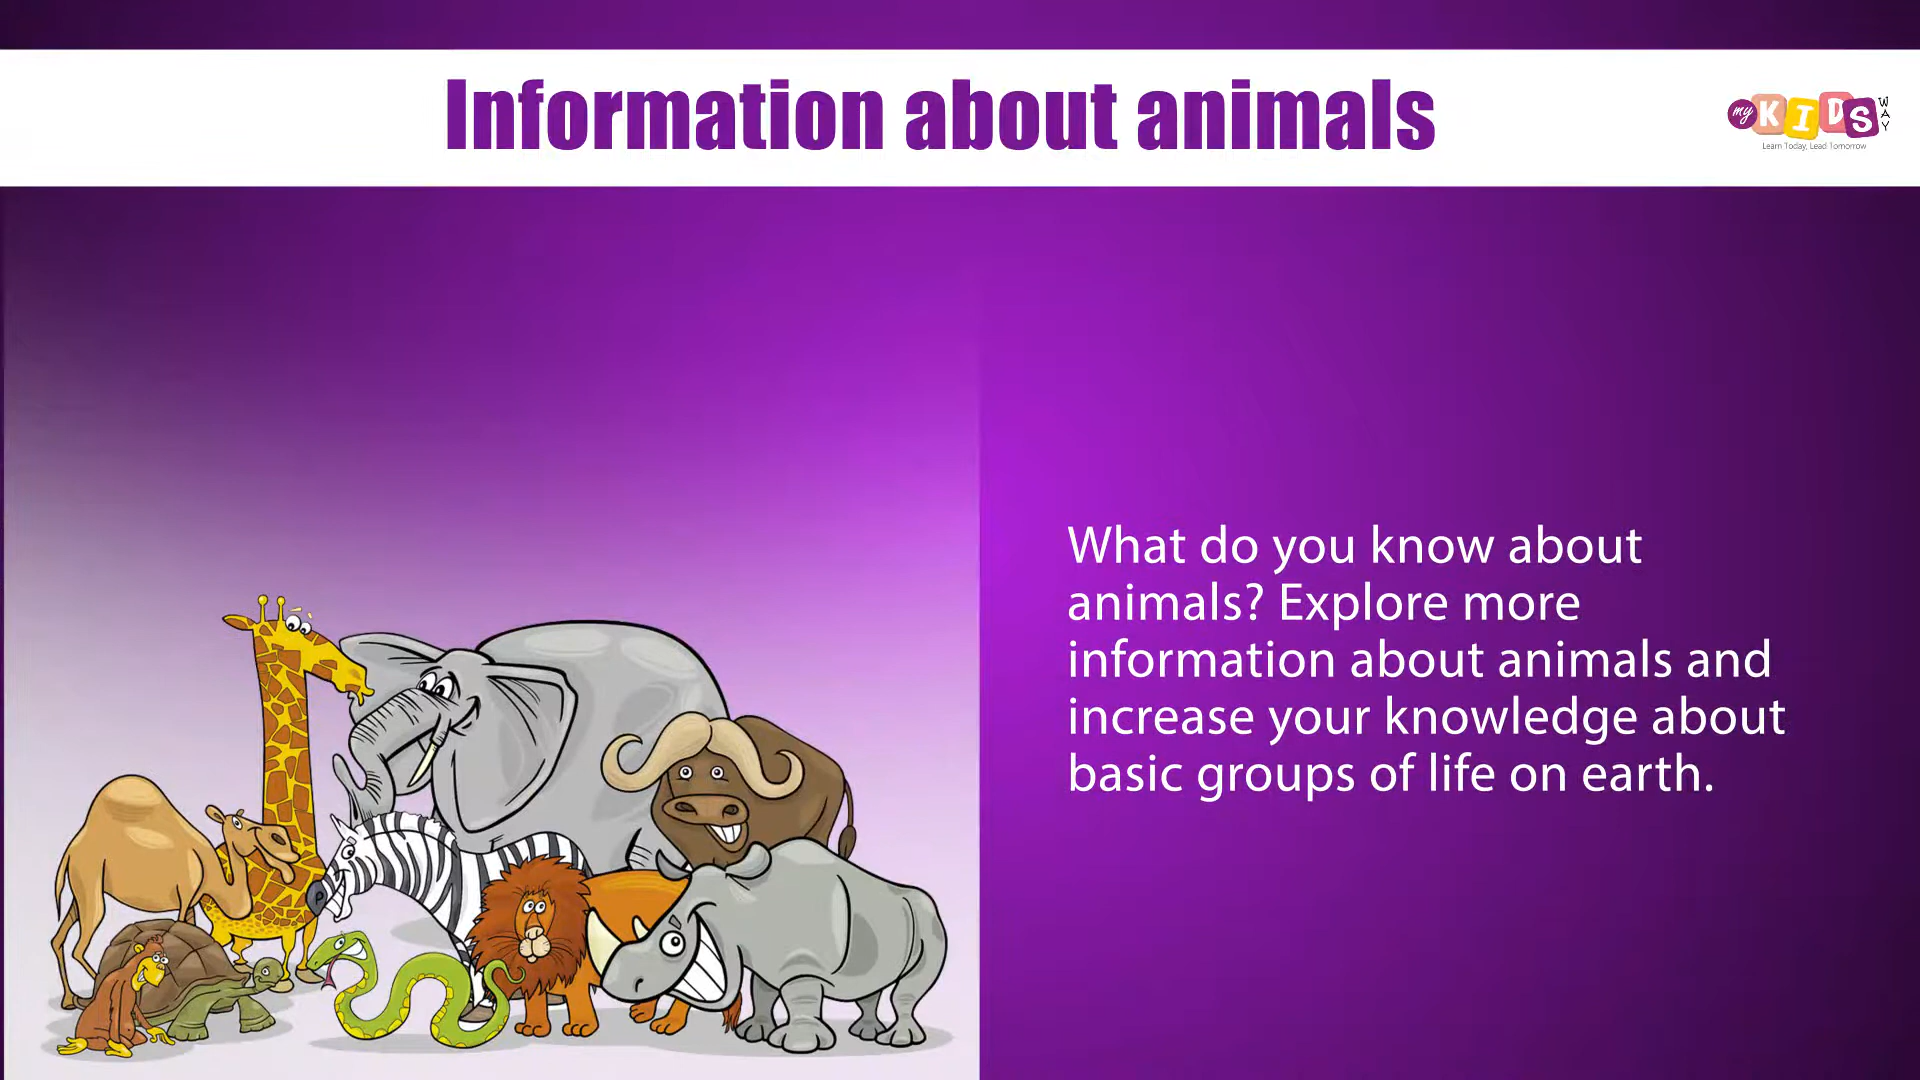 Information about animals
my KIDS WAY
Learn Today, Lead Tomorrow
What do you know about
animals? Explore more
information about animals and
increase your knowledge about
basic groups of life on earth.